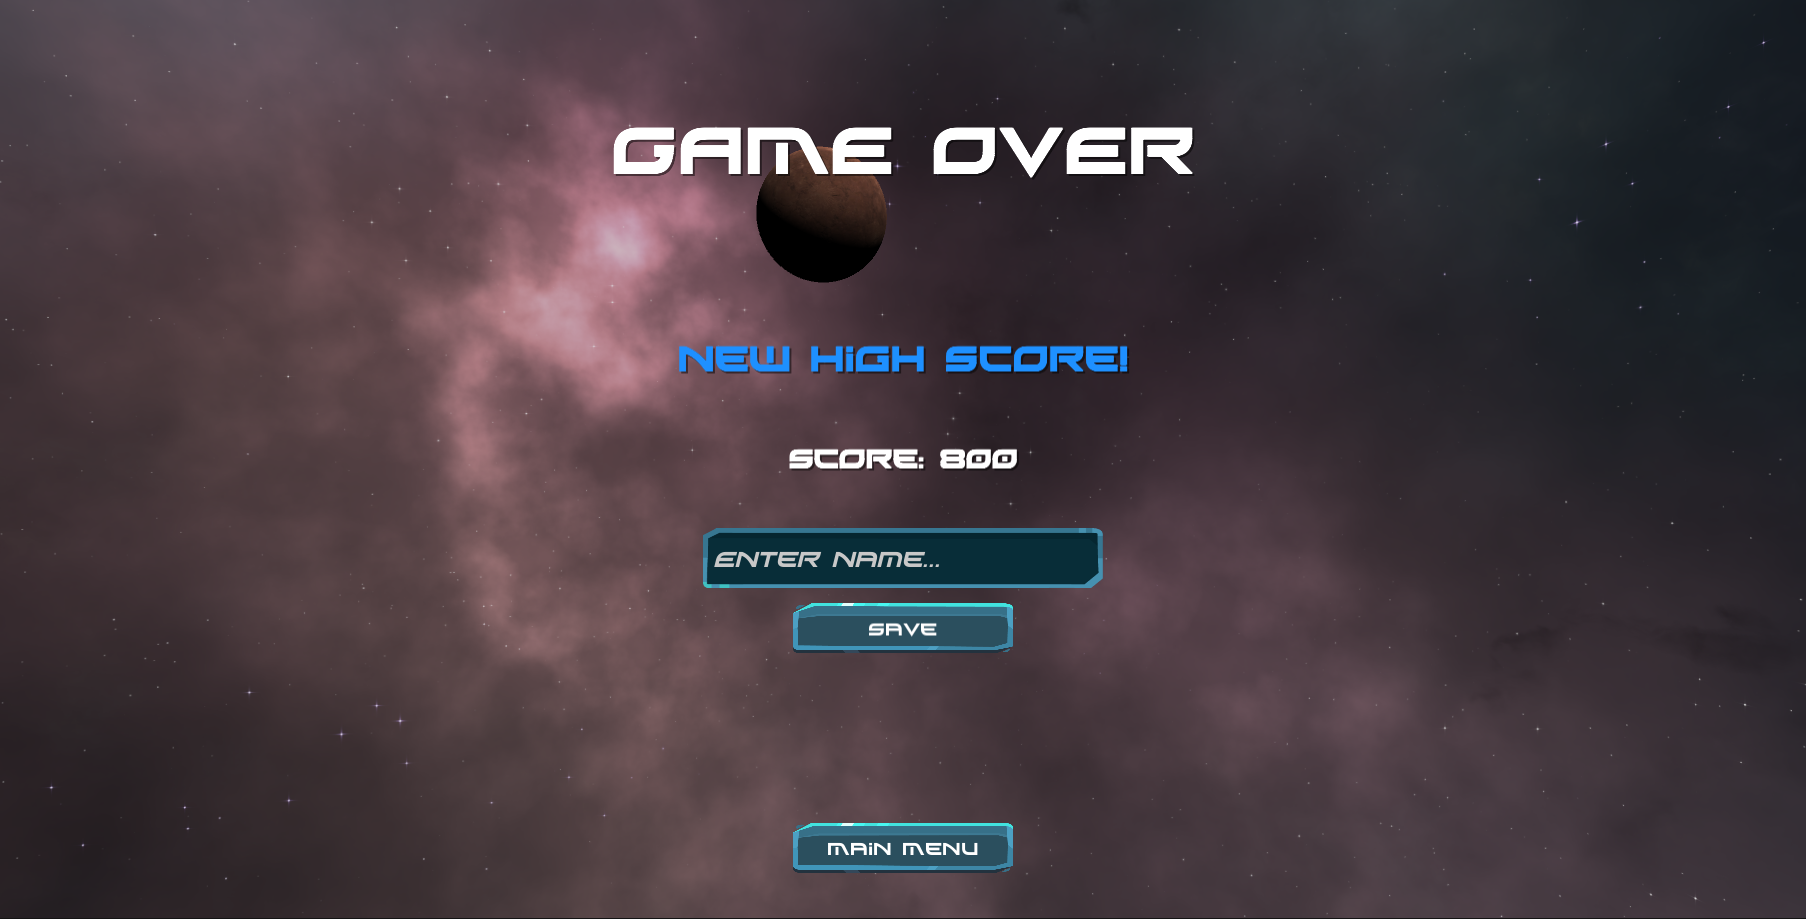 GAME OVER
NEW HiGH SCORE!
SCORE: 800
ENTER NAME...
SAVE
MAiN MENU